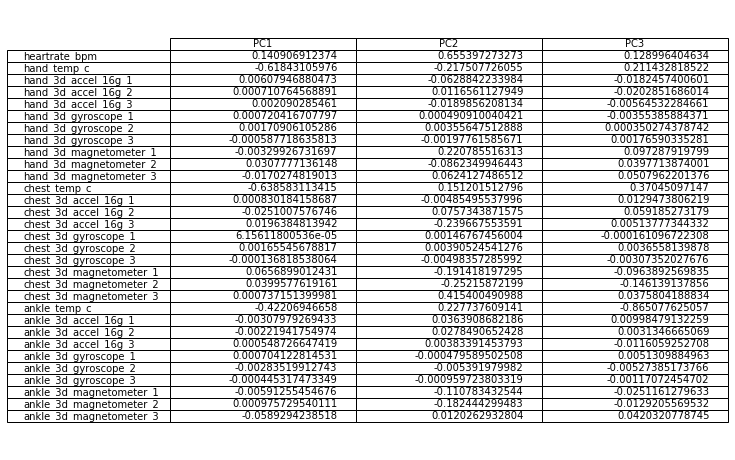 PC1 PC2 PC3
heartrate_bpm 0.140906912374 0.655397273273 0.128996404634
hand_temp_c -0.61843105976 -0.217507726055 0.211432818522
hand_3d_accel_16g_1 0.00607946880473 -0.0628842233984 -0.0182457400601
hand_3d_accel_16g_2 0.000710764568891 0.0116561127949 -0.0202851686014
hand_3d_accel_16g_3 0.002090285461 -0.0189856208134 -0.00564532284661
hand_3d_gyroscope_1 0.000720416707797 0.000490910040421 -0.00355385884371
hand_3d_gyroscope_2 0.00170906105286 0.00355647512888 0.000350274378742
hand_3d_gyroscope_3 -0.000587718635813 -0.00197761585671 0.00176590335281
hand_3d_magnetometer_1 -0.00329926731697 0.220785516313 0.097287919799
hand_3d_magnetometer_2 0.0307777136148 -0.0862349946443 0.0397713874001
hand_3d_magnetometer_3 -0.0170274819013 0.0624127486512 0.0507962201376
chest_temp_c -0.638583113415 0.151201512796 0.37045097147
chest_3d_accel_16g_1 0.000830184158687 -0.00485495537996 0.0129473806219
chest_3d_accel_16g_2 -0.0251007576746 0.0757343871575 0.059185273179
chest_3d_accel_16g_3 0.0196384813942 -0.239667553591 0.00513777344332
chest_3d_gyroscope_1 6.15611800536e-05 0.00146767456004 -0.000161096722308
chest_3d_gyroscope_2 0.00165545678817 0.00390524541276 0.0036558139878
chest_3d_gyroscope_3 -0.000136818538064 -0.00498357285992 -0.00307352027676
chest_3d_magnetometer_1 0.0656899012431 -0.191418197295 -0.0963892569835
chest_3d_magnetometer_2 0.0399577619161 -0.25215872199 -0.146139137856
chest_3d_magnetometer_3 0.000737151399981 0.415400490988 0.0375804188834
ankle_temp_c -0.42206946658 0.227737609141 -0.865077625057
ankle_3d_accel_16g_1 -0.00307979269433 0.0363908682186 0.00998479132259
ankle_3d_accel_16g_2 -0.00221941754974 0.0278490652428 0.0031346665069
ankle_3d_accel_16g_3 0.000548726647419 0.00383391453793 -0.0116059252708
ankle_3d_gyroscope_1 0.000704122814531 -0.000479589502508 0.0051309884963
ankle_3d_gyroscope_2 -0.00283519912743 -0.005391979982 -0.00527385173766
ankle_3d_gyroscope_3 -0.000445317473349 -0.000959723803319 -0.00117072454702
ankle_3d_magnetometer_1 -0.00591255454676 -0.110783432544 -0.0251161279633
ankle_3d_magnetometer_2 0.000975729540111 -0.182444299483 -0.0129205569532
ankle_3d_magnetometer_3 -0.0589294238518 0.0120262932804 0.0420320778745